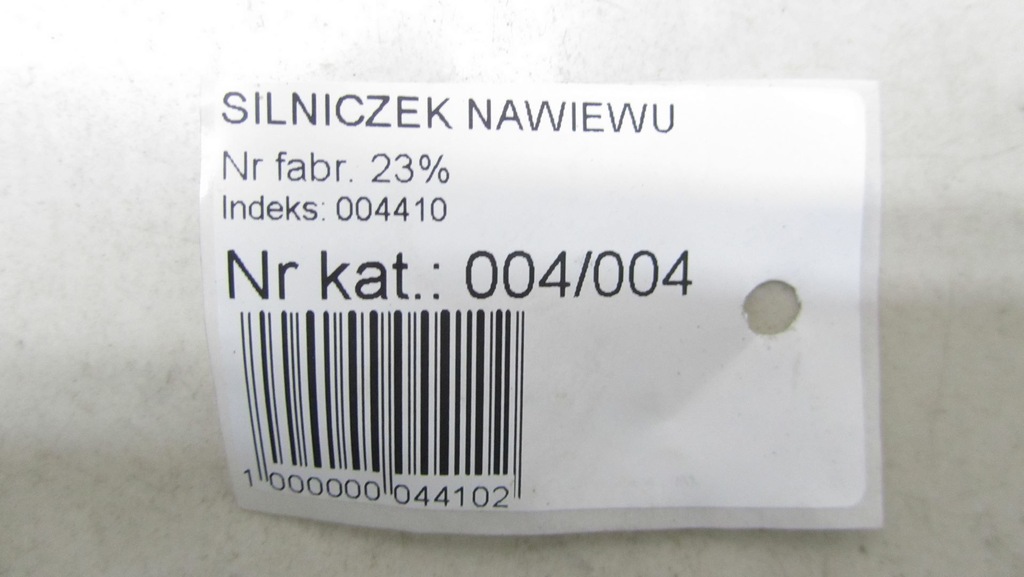 SILNICZEK NAWIEWU
Nr fabr. 23%
Indeks: 004410
Nr kat.: 004/004
1 000000 044102